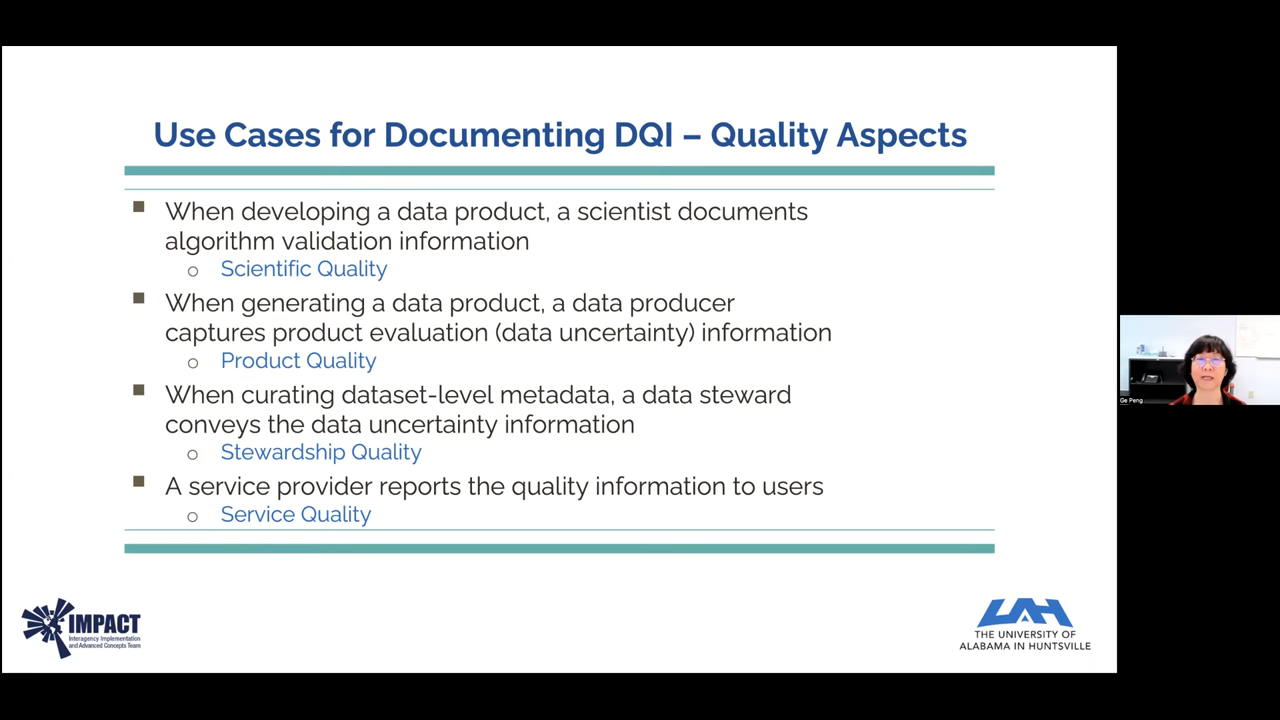 Use Cases for Documenting DQI – Quality Aspects
When developing a data product, a scientist documents
algorithm validation information
Scientific Quality
When generating a data product, a data producer
captures product evaluation (data uncertainty) information
Product Quality
When curating dataset-level metadata, a data steward
conveys the data uncertainty information
Stewardship Quality
A service provider reports the quality information to users
Service Quality
IMPACT
Interagency Implementation
and Advanced Concepts Team
UAH
THE UNIVERSITY OF
ALABAMA IN HUNTSVILLE
Ge Peng